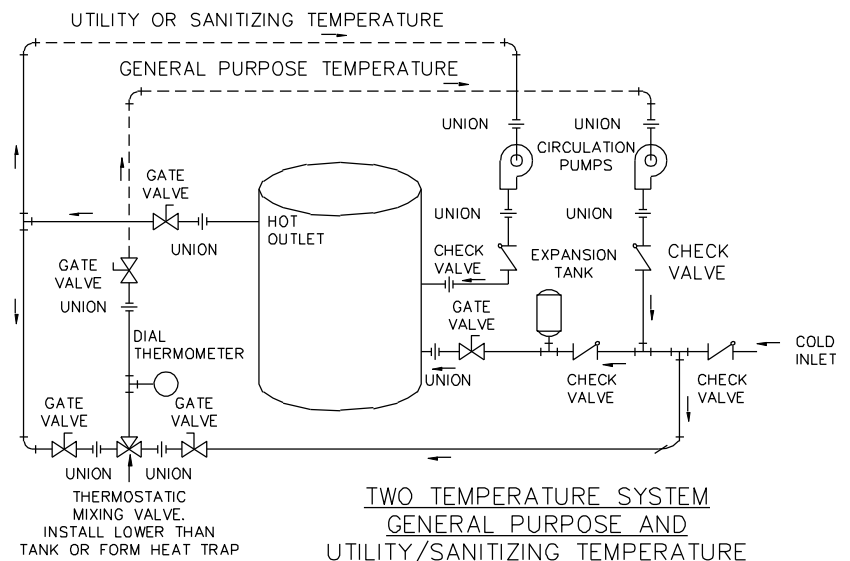 UTILITY OR SANITIZING TEMPERATURE
GENERAL PURPOSE TEMPERATURE
UNION
UNION
CIRCULATION
PUMPS
GATE
VALVE
UNION
HOT
OUTLET
UNION
UNION
CHECK
VALVE
EXPANSION
TANK
CHECK
VALVE
GATE
VALVE
UNION
GATE
VALVE
DIAL
THERMOMETER
UNION
COLD
INLET
CHECK
VALVE
CHECK
VALVE
GATE
VALVE
GATE
VALVE
UNION
UNION
THERMOSTATIC
MIXING VALVE.
INSTALL LOWER THAN
TANK OR FORM HEAT TRAP
TWO TEMPERATURE SYSTEM
GENERAL PURPOSE AND
UTILITY/SANITIZING TEMPERATURE